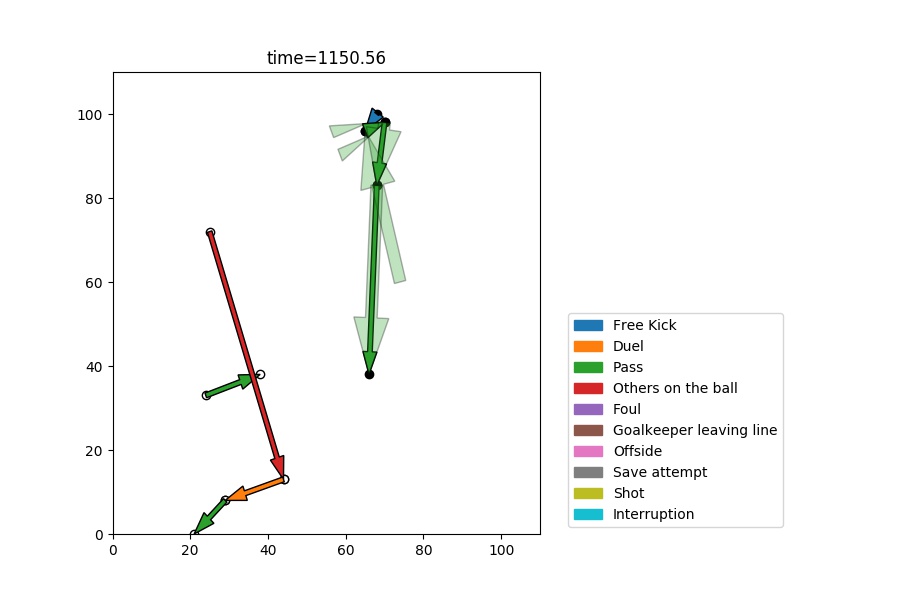 time=1150.56
100
80
60
40
20
0
0 20 40 60 80 100
Free Kick
Duel
Pass
Others on the ball
Foul
Goalkeeper leaving line
Offside
Save attempt
Shot
Interruption